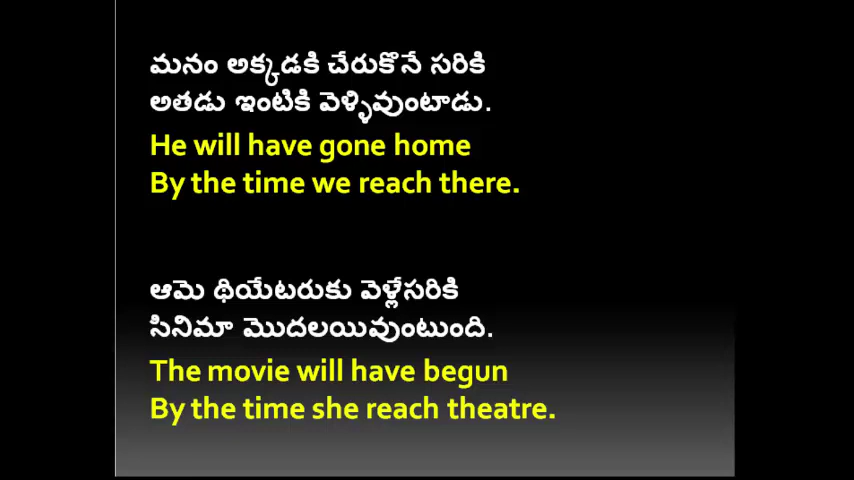 మనం అక్కడకి చేరుకొనే సరికి
అతడు ఇంటికి వెళ్ళివుంటాడు.
He will have gone home
By the time we reach there.
ఆమె థియేటరుకు వెళ్లేసరికి
సినిమా మొదలయివుంటుంది.
The movie will have begun
By the time she reach theatre.